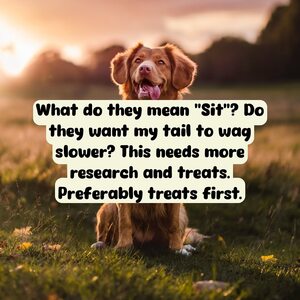 What do they mean "Sit"? Do
they want my tail to wag
slower? This needs more
research and treats.
Preferably treats first.